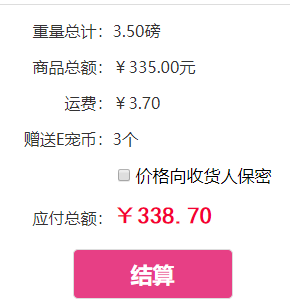 重量总计：3.50磅
商品总额：￥335.00元
运费：￥3.70
赠送E宠币：3个
价格向收货人保密
应付总额：￥338.70
结算